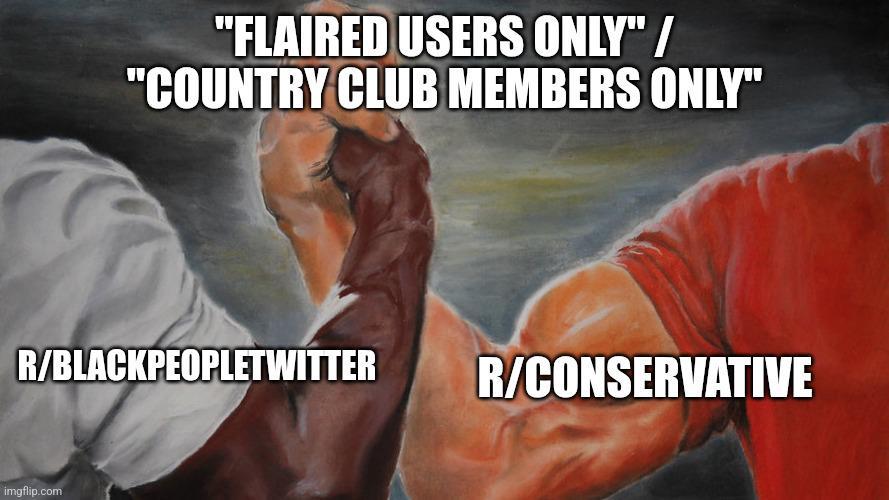 "FLAIRED USERS ONLY" /
"COUNTRY CLUB MEMBERS ONLY"
R/BLACKPEOPLETWITTER
R/CONSERVATIVE
imgflip.com